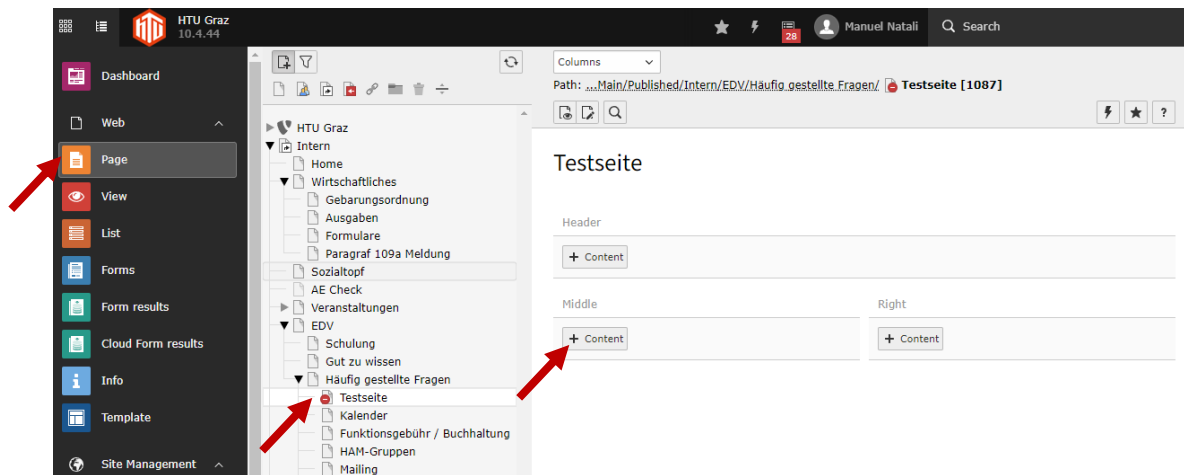 HTU Graz
10.4.44
28
Manuel Natali
Search
Dashboard
Web
Page
View
List
Forms
Form results
Cloud Form results
Info
Template
Site Management
HTU Graz
Intern
Home
Wirtschaftliches
Gebarungsordnung
Ausgaben
Formulare
Paragraf 109a Meldung
Sozialtopf
AE Check
Veranstaltungen
EDV
Schulung
Gut zu wissen
Häufig gestellte Fragen
Testseite
Kalender
Funktionsgebühr / Buchhaltung
HAM-Gruppen
Mailing
Columns
Path: ...Main/Published/Intern/EDV/Häufig gestellte Fragen/ Testseite [1087]
?
Testseite
Header
+ Content
Middle
Right
+ Content
+ Content